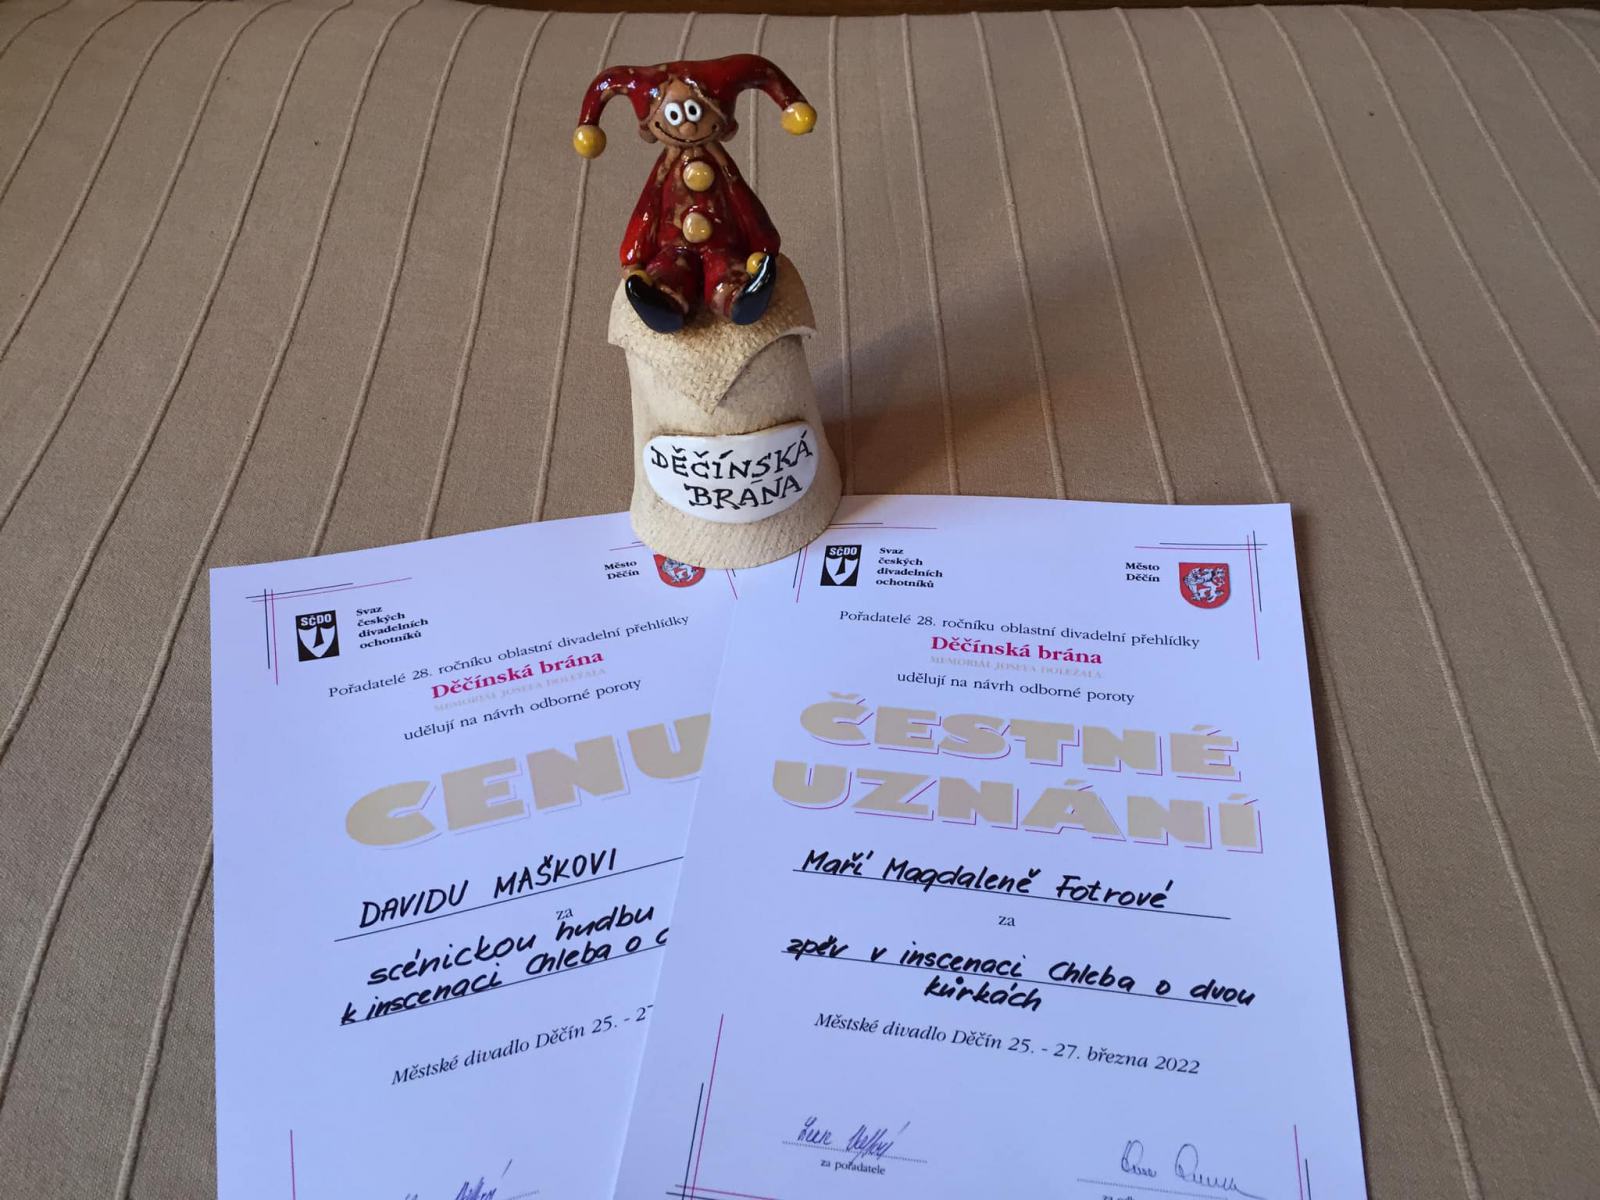 DĚČÍNSKÁ
BRÁNA
SČDO
Svaz
českých
divadelních
ochotníků
Město
Děčín
Pořadatelé 28. ročníku oblastní divadelní přehlídky
Děčínská brána
MEMORIÁL JOSEFA DOLEŽALA
udělují na návrh odborné poroty
CENU
DAVIDU MAŠKOVI
za
scénickou hudbu
k inscenaci Chleba o
Městské divadlo Děčín 25. - 27
SČDO
Svaz
českých
divadelních
ochotníků
Město
Děčín
Pořadatelé 28. ročníku oblastní divadelní přehlídky
Děčínská brána
MEMORIÁL JOSEFA DOLEŽALA
udělují na návrh odborné poroty
ČESTNÉ
UZNÁNÍ
Maří Magdaleně Fotrové
za
zpěv v inscenaci Chleba o dvou
kůrkách
Městské divadlo Děčín 25. - 27. března 2022
za pořadatele